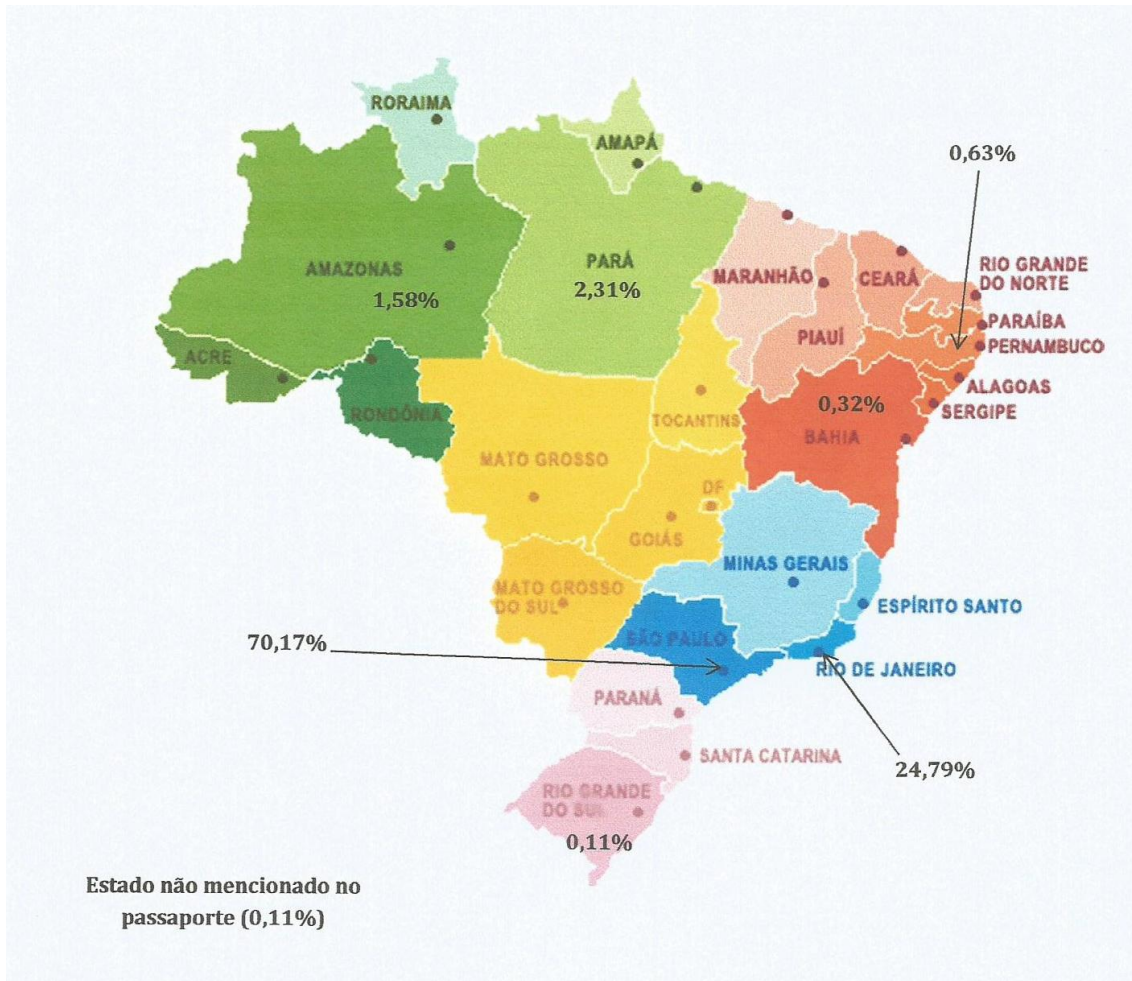 RORAIMA
AMAPÁ
0,63%
AMAZONAS
1,58%
PARÁ
2,31%
MARANHÃO
CEARÁ
RIO GRANDE
DO NORTE
PARAÍBA
PERNAMBUCO
PIAUÍ
ALAGOAS
SERGIPE
ACRE
RONDÔNIA
TOCANTINS
0,32%
BAHIA
MATO GROSSO
DF
GOIÁS
MINAS GERAIS
MATO GROSSO
DO SUL
ESPÍRITO SANTO
70,17%
SÃO PAULO
RIO DE JANEIRO
PARANÁ
SANTA CATARINA
24,79%
RIO GRANDE
DO SUL
0,11%
Estado não mencionado no
passaporte (0,11%)